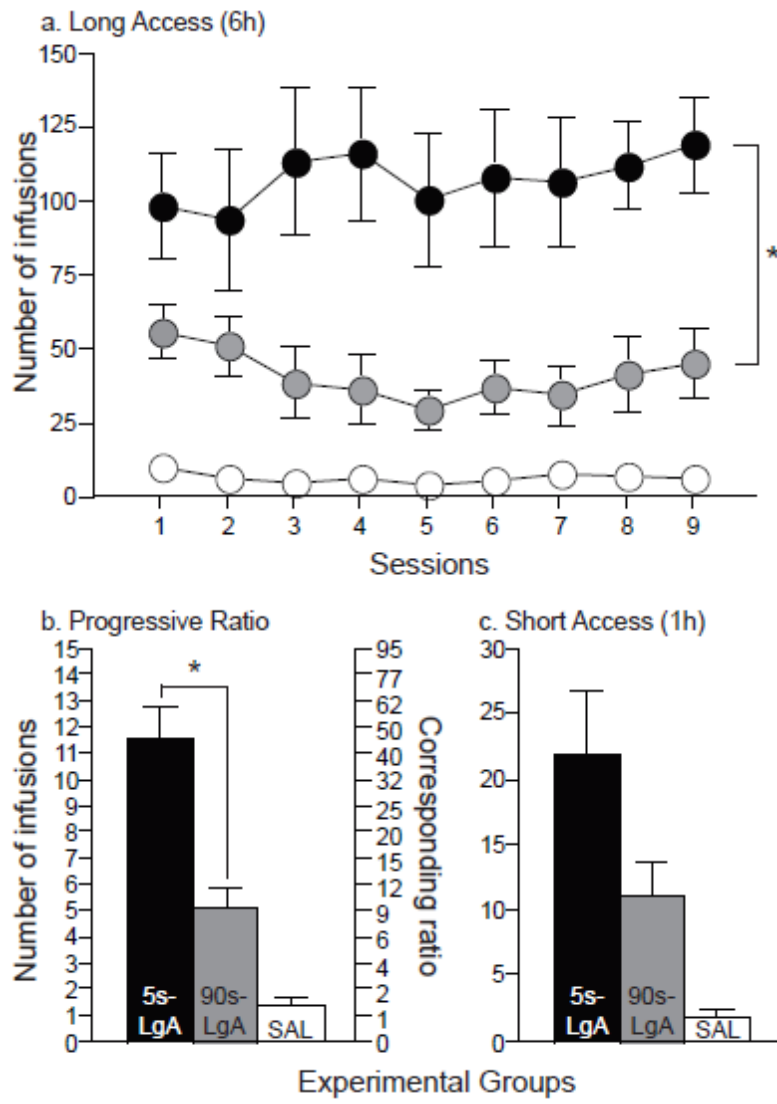 a. Long Access (6h)
Number of infusions
150
125
100
75
50
25
0
*
1 2 3 4 5 6 7 8 9
Sessions
b. Progressive Ratio
Number of infusions
15
14
13
12
11
10
9
8
7
6
5
4
3
2
1
0
*
5s-
LgA
90s-
LgA
SAL
95
77
62
50
40
32
25
20
15
12
9
6
4
2
1
0
Corresponding ratio
c. Short Access (1h)
30
25
20
15
10
5
0
5s-
LgA
90s-
LgA
SAL
Experimental Groups